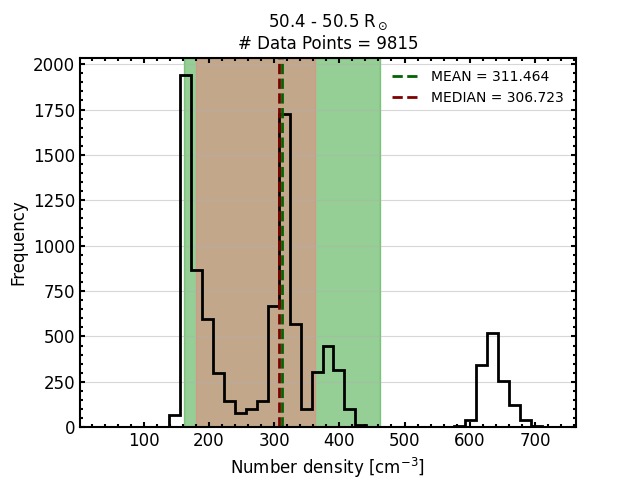 50.4 - 50.5 R⊙
# Data Points = 9815
MEAN = 311.464
MEDIAN = 306.723
Frequency
2000
1750
1500
1250
1000
750
500
250
0
100 200 300 400 500 600 700
Number density [cm⁻³]